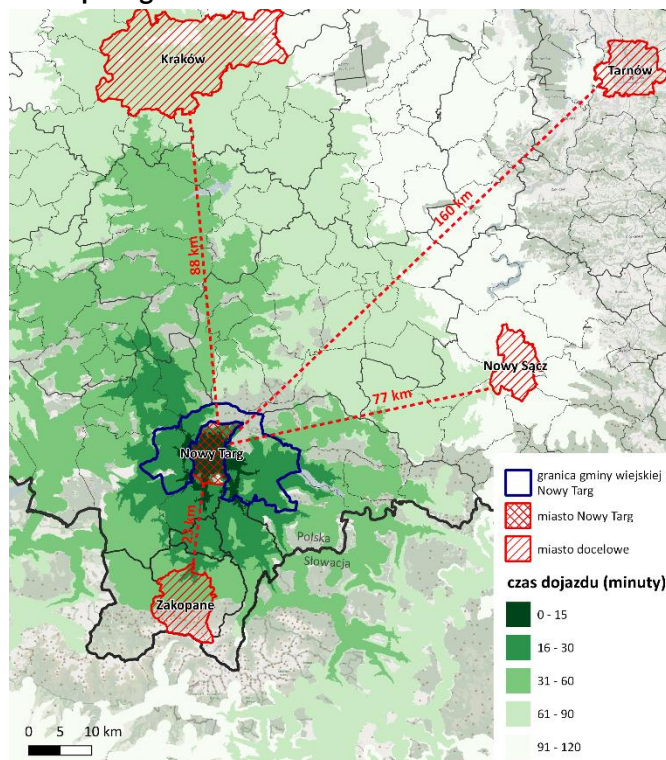 Kraków
Tarnów
160 km
88 km
Nowy Sącz
77 km
Nowy Targ
Polska
Słowacja
Zakopane
0 5 10 km
granica gminy wiejskiej
Nowy Targ
miasto Nowy Targ
miasto docelowe
czas dojazdu (minuty)
0 - 15
16 - 30
31 - 60
61 - 90
91 - 120